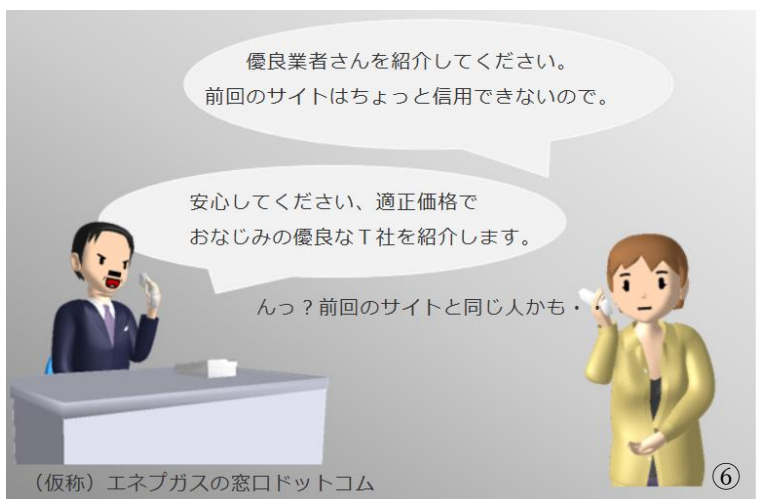 優良業者さんを紹介してください。
前回のサイトはちょっと信用できないので。
安心してください、適正価格で
おなじみの優良なT社を紹介します。
んっ？前回のサイトと同じ人かも・・
（仮称）エネプガスの窓口ドットコム
⑥